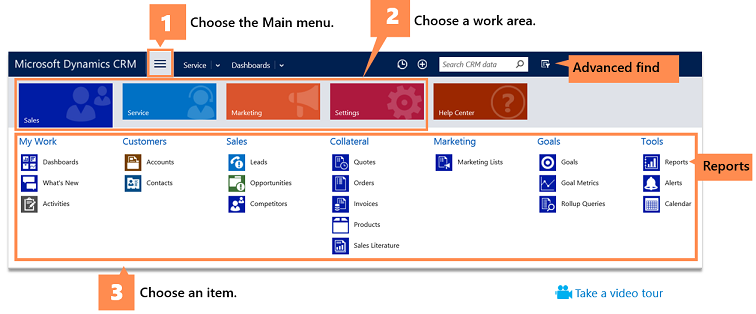 1 Choose the Main menu.
2 Choose a work area.
Microsoft Dynamics CRM Service Dashboards Search CRM data
Advanced find
Sales Service Marketing Settings Help Center
My Work Customers Sales Collateral Marketing Goals Tools
Dashboards Accounts Leads Quotes Marketing Lists Goals Reports
Reports
What's New Contacts Opportunities Orders Goal Metrics Alerts
Activities Competitors Invoices Rollup Queries Calendar
Products
Sales Literature
3 Choose an item.
Take a video tour